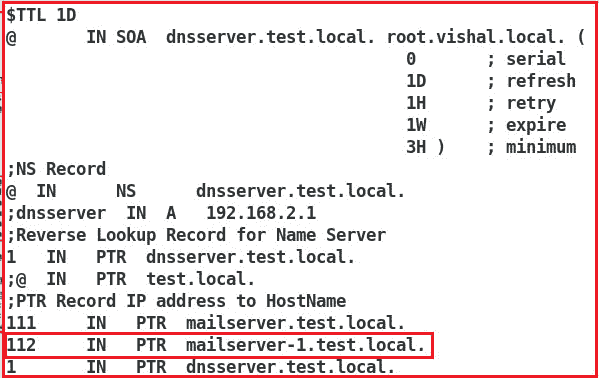 $TTL 1D
@ IN SOA dnsserver.test.local. root.vishal.local. (
0 ; serial
1D ; refresh
1H ; retry
1W ; expire
3H ) ; minimum
;NS Record
@ IN NS dnsserver.test.local.
;dnsserver IN A 192.168.2.1
;Reverse Lookup Record for Name Server
1 IN PTR dnsserver.test.local.
;@ IN PTR test.local.
;PTR Record IP address to HostName
111 IN PTR mailserver.test.local.
112 IN PTR mailserver-1.test.local.
1 IN PTR dnsserver.test.local.